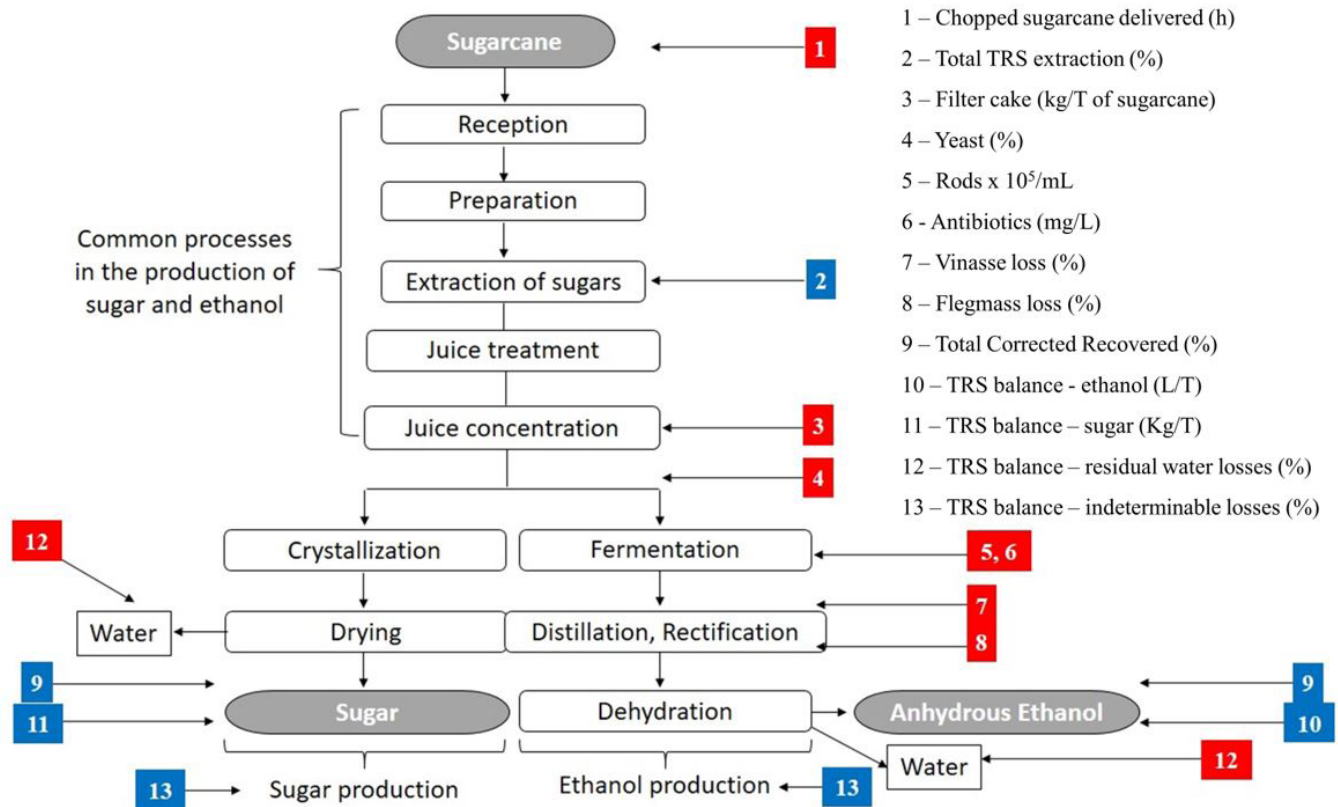 Sugarcane
1
Reception
Preparation
Common processes
in the production of
sugar and ethanol
Extraction of sugars
2
Juice treatment
Juice concentration
3
4
12
Crystallization
Fermentation
5, 6
7
Water
Drying
Distillation, Rectification
8
9
11
Sugar
Dehydration
Anhydrous Ethanol
9
10
13
Sugar production
Ethanol production
13
Water
12
1 – Chopped sugarcane delivered (h)
2 – Total TRS extraction (%)
3 – Filter cake (kg/T of sugarcane)
4 – Yeast (%)
5 – Rods x 10⁵/mL
6 - Antibiotics (mg/L)
7 – Vinasse loss (%)
8 – Flegmass loss (%)
9 – Total Corrected Recovered (%)
10 – TRS balance - ethanol (L/T)
11 – TRS balance – sugar (Kg/T)
12 – TRS balance – residual water losses (%)
13 – TRS balance – indeterminable losses (%)